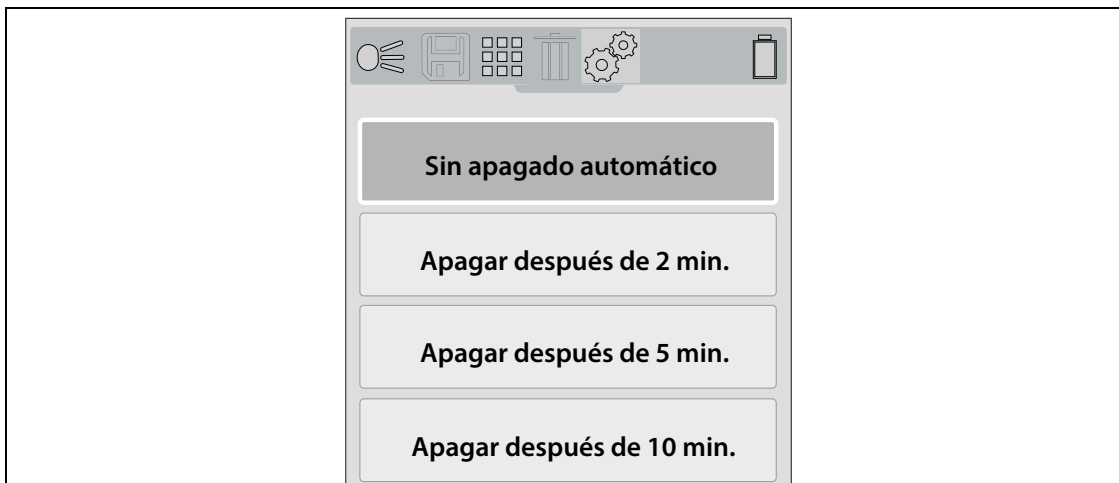 Sin apagado automático
Apagar después de 2 min.
Apagar después de 5 min.
Apagar después de 10 min.